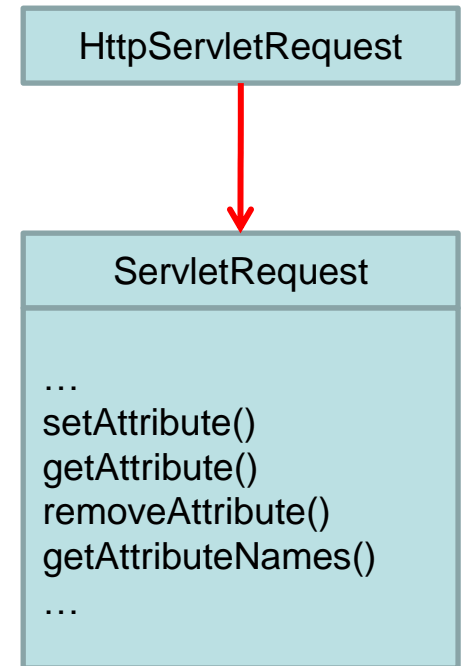 HttpServletRequest
ServletRequest
…
setAttribute()
getAttribute()
removeAttribute()
getAttributeNames()
…